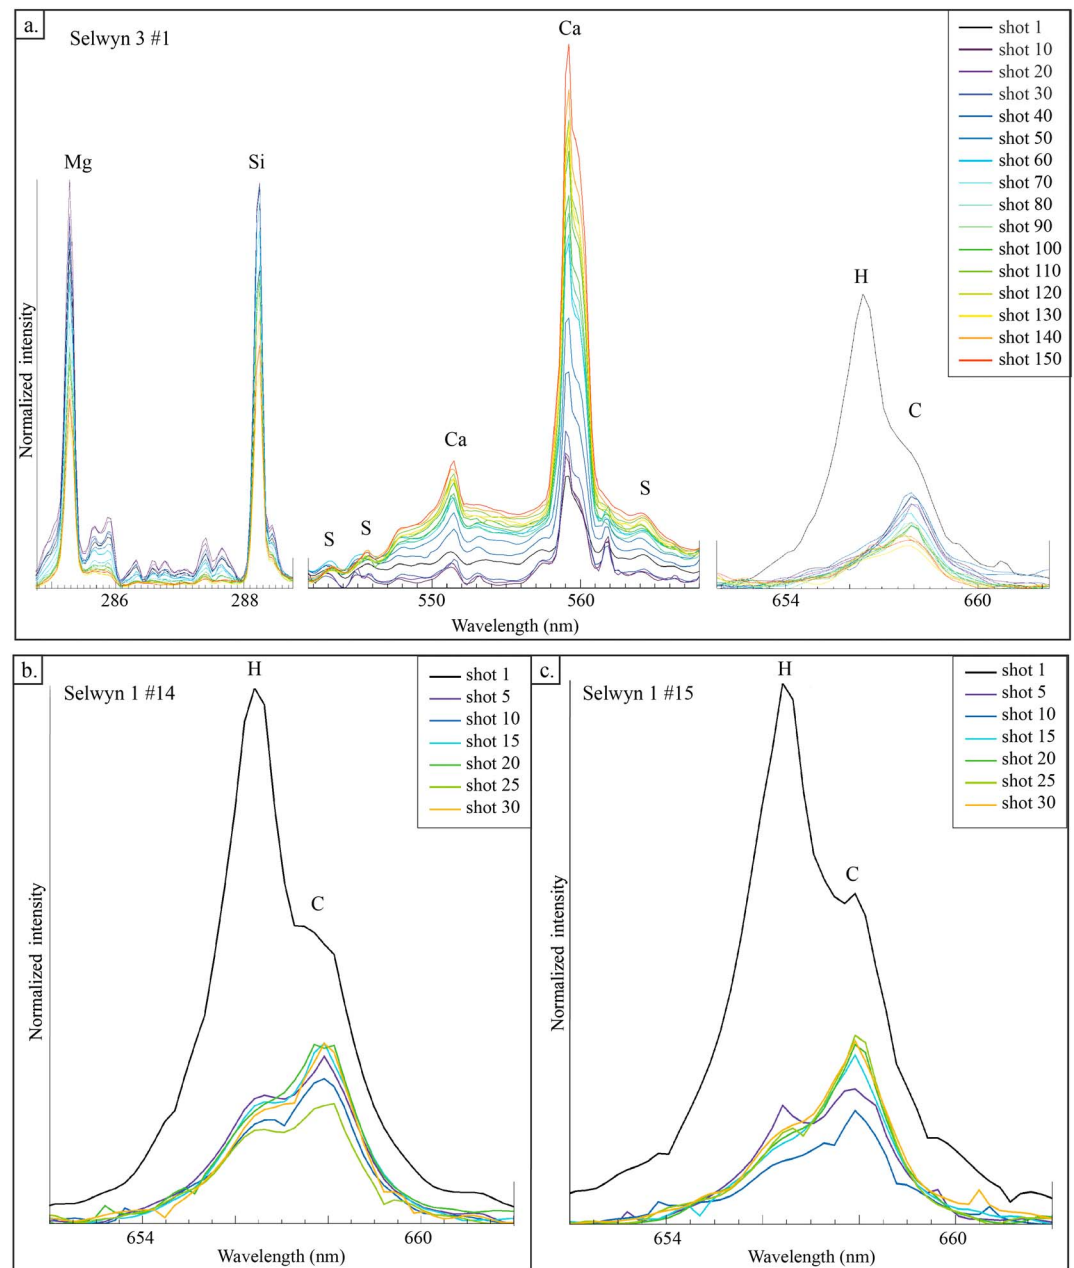 a.
Selwyn 3 #1
Ca
Mg
Si
H
C
Ca
S
S
S
shot 1
shot 10
shot 20
shot 30
shot 40
shot 50
shot 60
shot 70
shot 80
shot 90
shot 100
shot 110
shot 120
shot 130
shot 140
shot 150
Normalized intensity
286
288
550
560
654
660
Wavelength (nm)
b.
Selwyn 1 #14
H
C
shot 1
shot 5
shot 10
shot 15
shot 20
shot 25
shot 30
Normalized intensity
654
660
Wavelength (nm)
c.
Selwyn 1 #15
H
C
shot 1
shot 5
shot 10
shot 15
shot 20
shot 25
shot 30
Normalized intensity
654
660
Wavelength (nm)